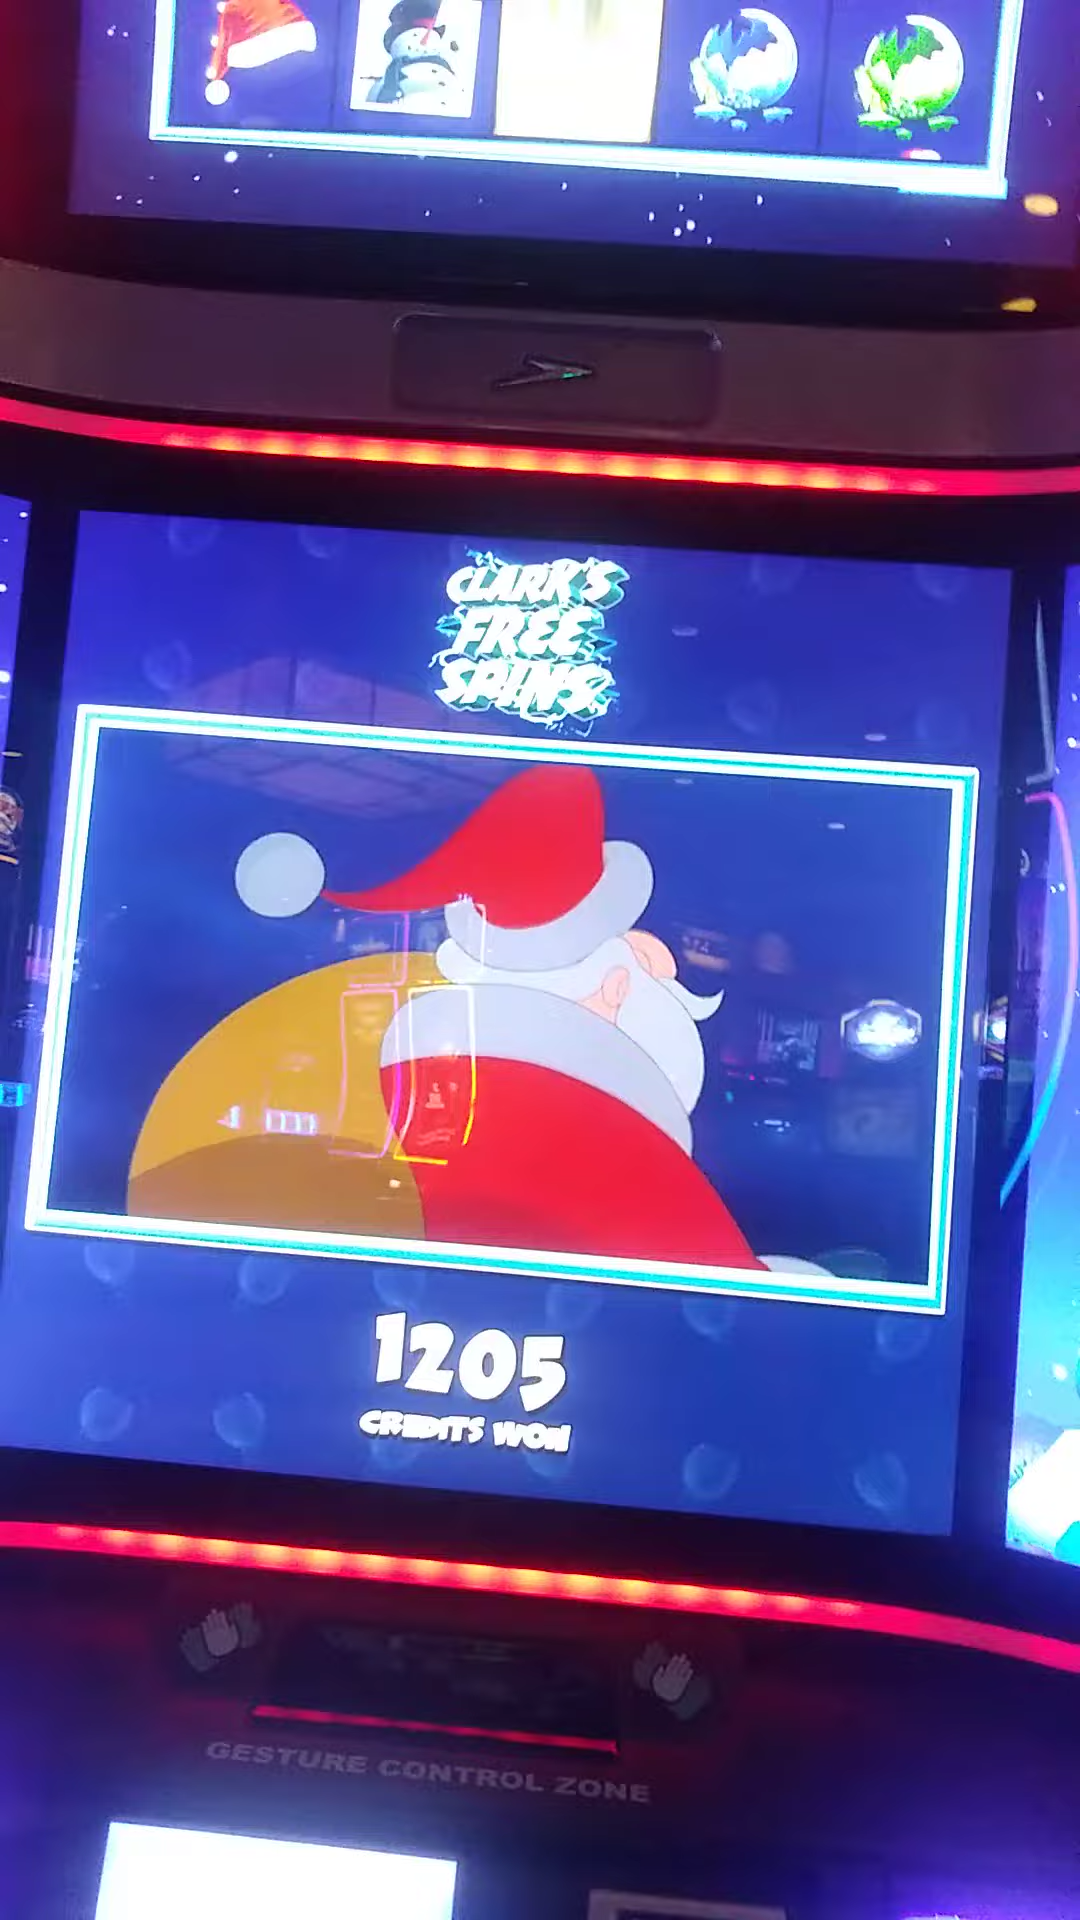 CLARK'S
FREE
SPINS
1205
CREDITS WON
GESTURE CONTROL ZONE